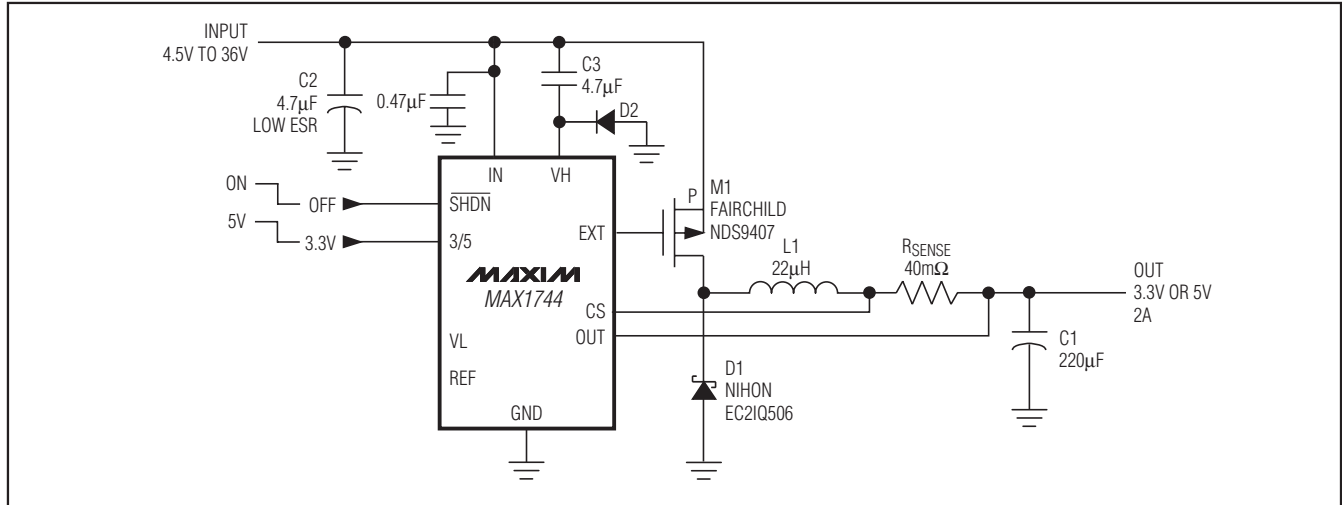 INPUT
4.5V TO 36V
C2
4.7µF
LOW ESR
0.47µF
C3
4.7µF
D2
IN
VH
ON
OFF
SHDN
5V
3.3V
3/5
EXT
MAXIM
MAX1744
CS
OUT
VL
REF
GND
P
M1
FAIRCHILD
NDS9407
L1
22µH
RSENSE
40mΩ
OUT
3.3V OR 5V
2A
C1
220µF
D1
NIHON
EC2IQ506